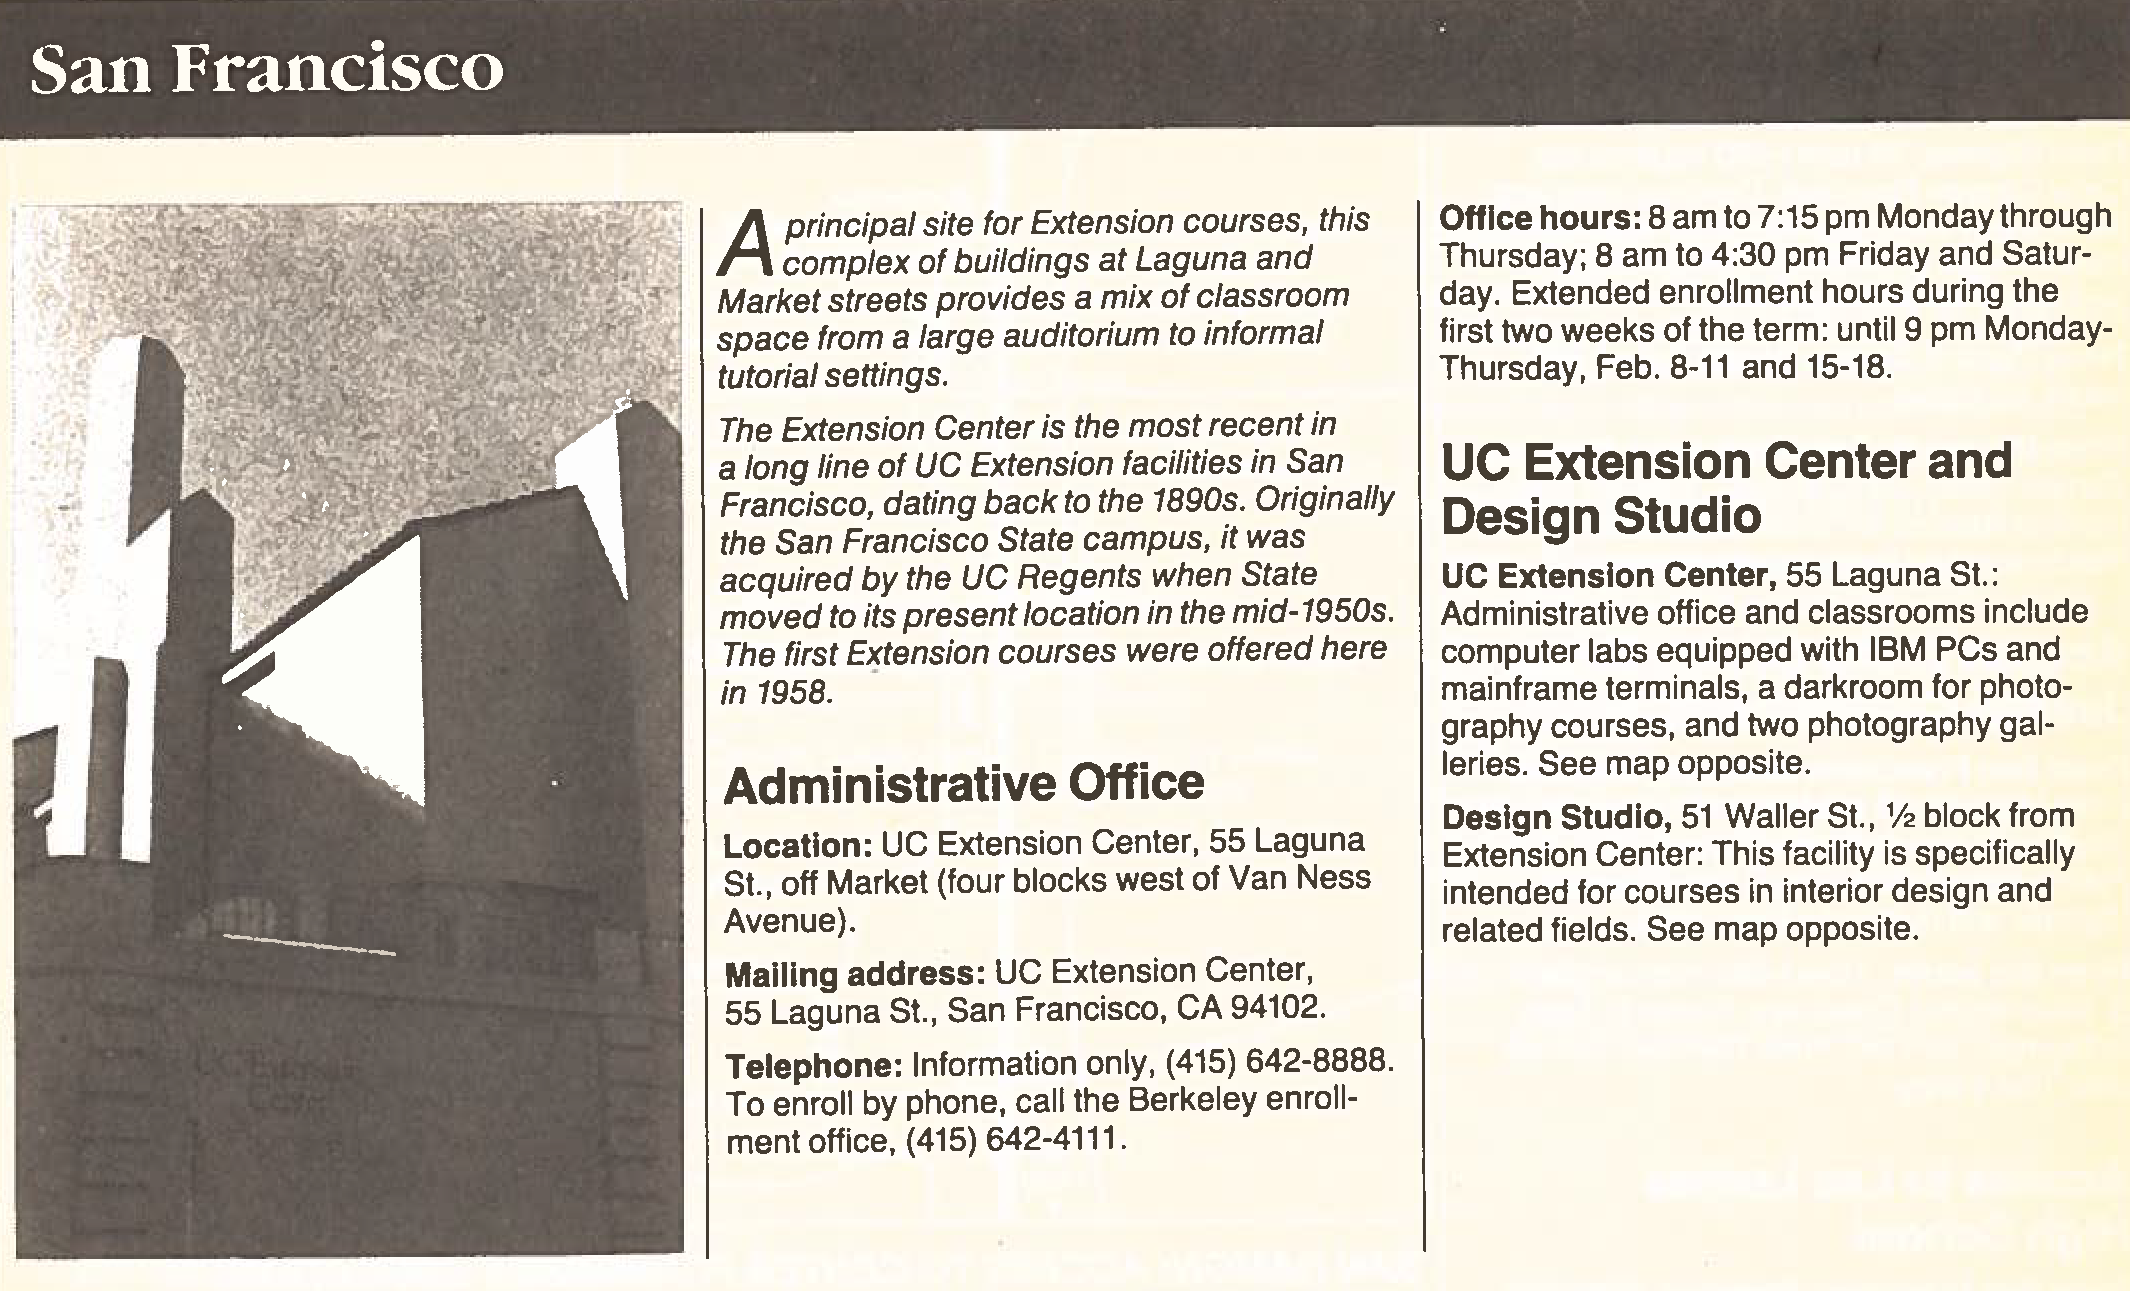 San Francisco
A principal site for Extension courses, this
complex of buildings at Laguna and
Market streets provides a mix of classroom
space from a large auditorium to informal
tutorial settings.
The Extension Center is the most recent in
a long line of UC Extension facilities in San
Francisco, dating back to the 1890s. Originally
the San Francisco State campus, it was
acquired by the UC Regents when State
moved to its present location in the mid-1950s.
The first Extension courses were offered here
in 1958.
Administrative Office
Location: UC Extension Center, 55 Laguna
St., off Market (four blocks west of Van Ness
Avenue).
Mailing address: UC Extension Center,
55 Laguna St., San Francisco, CA 94102.
Telephone: Information only, (415) 642-8888.
To enroll by phone, call the Berkeley enroll-
ment office, (415) 642-4111.
Office hours: 8 am to 7:15 pm Monday through
Thursday; 8 am to 4:30 pm Friday and Satur-
day. Extended enrollment hours during the
first two weeks of the term: until 9 pm Monday-
Thursday, Feb. 8-11 and 15-18.
UC Extension Center and
Design Studio
UC Extension Center, 55 Laguna St.:
Administrative office and classrooms include
computer labs equipped with IBM PCs and
mainframe terminals, a darkroom for photo-
graphy courses, and two photography gal-
leries. See map opposite.
Design Studio, 51 Waller St., ½ block from
Extension Center: This facility is specifically
intended for courses in interior design and
related fields. See map opposite.